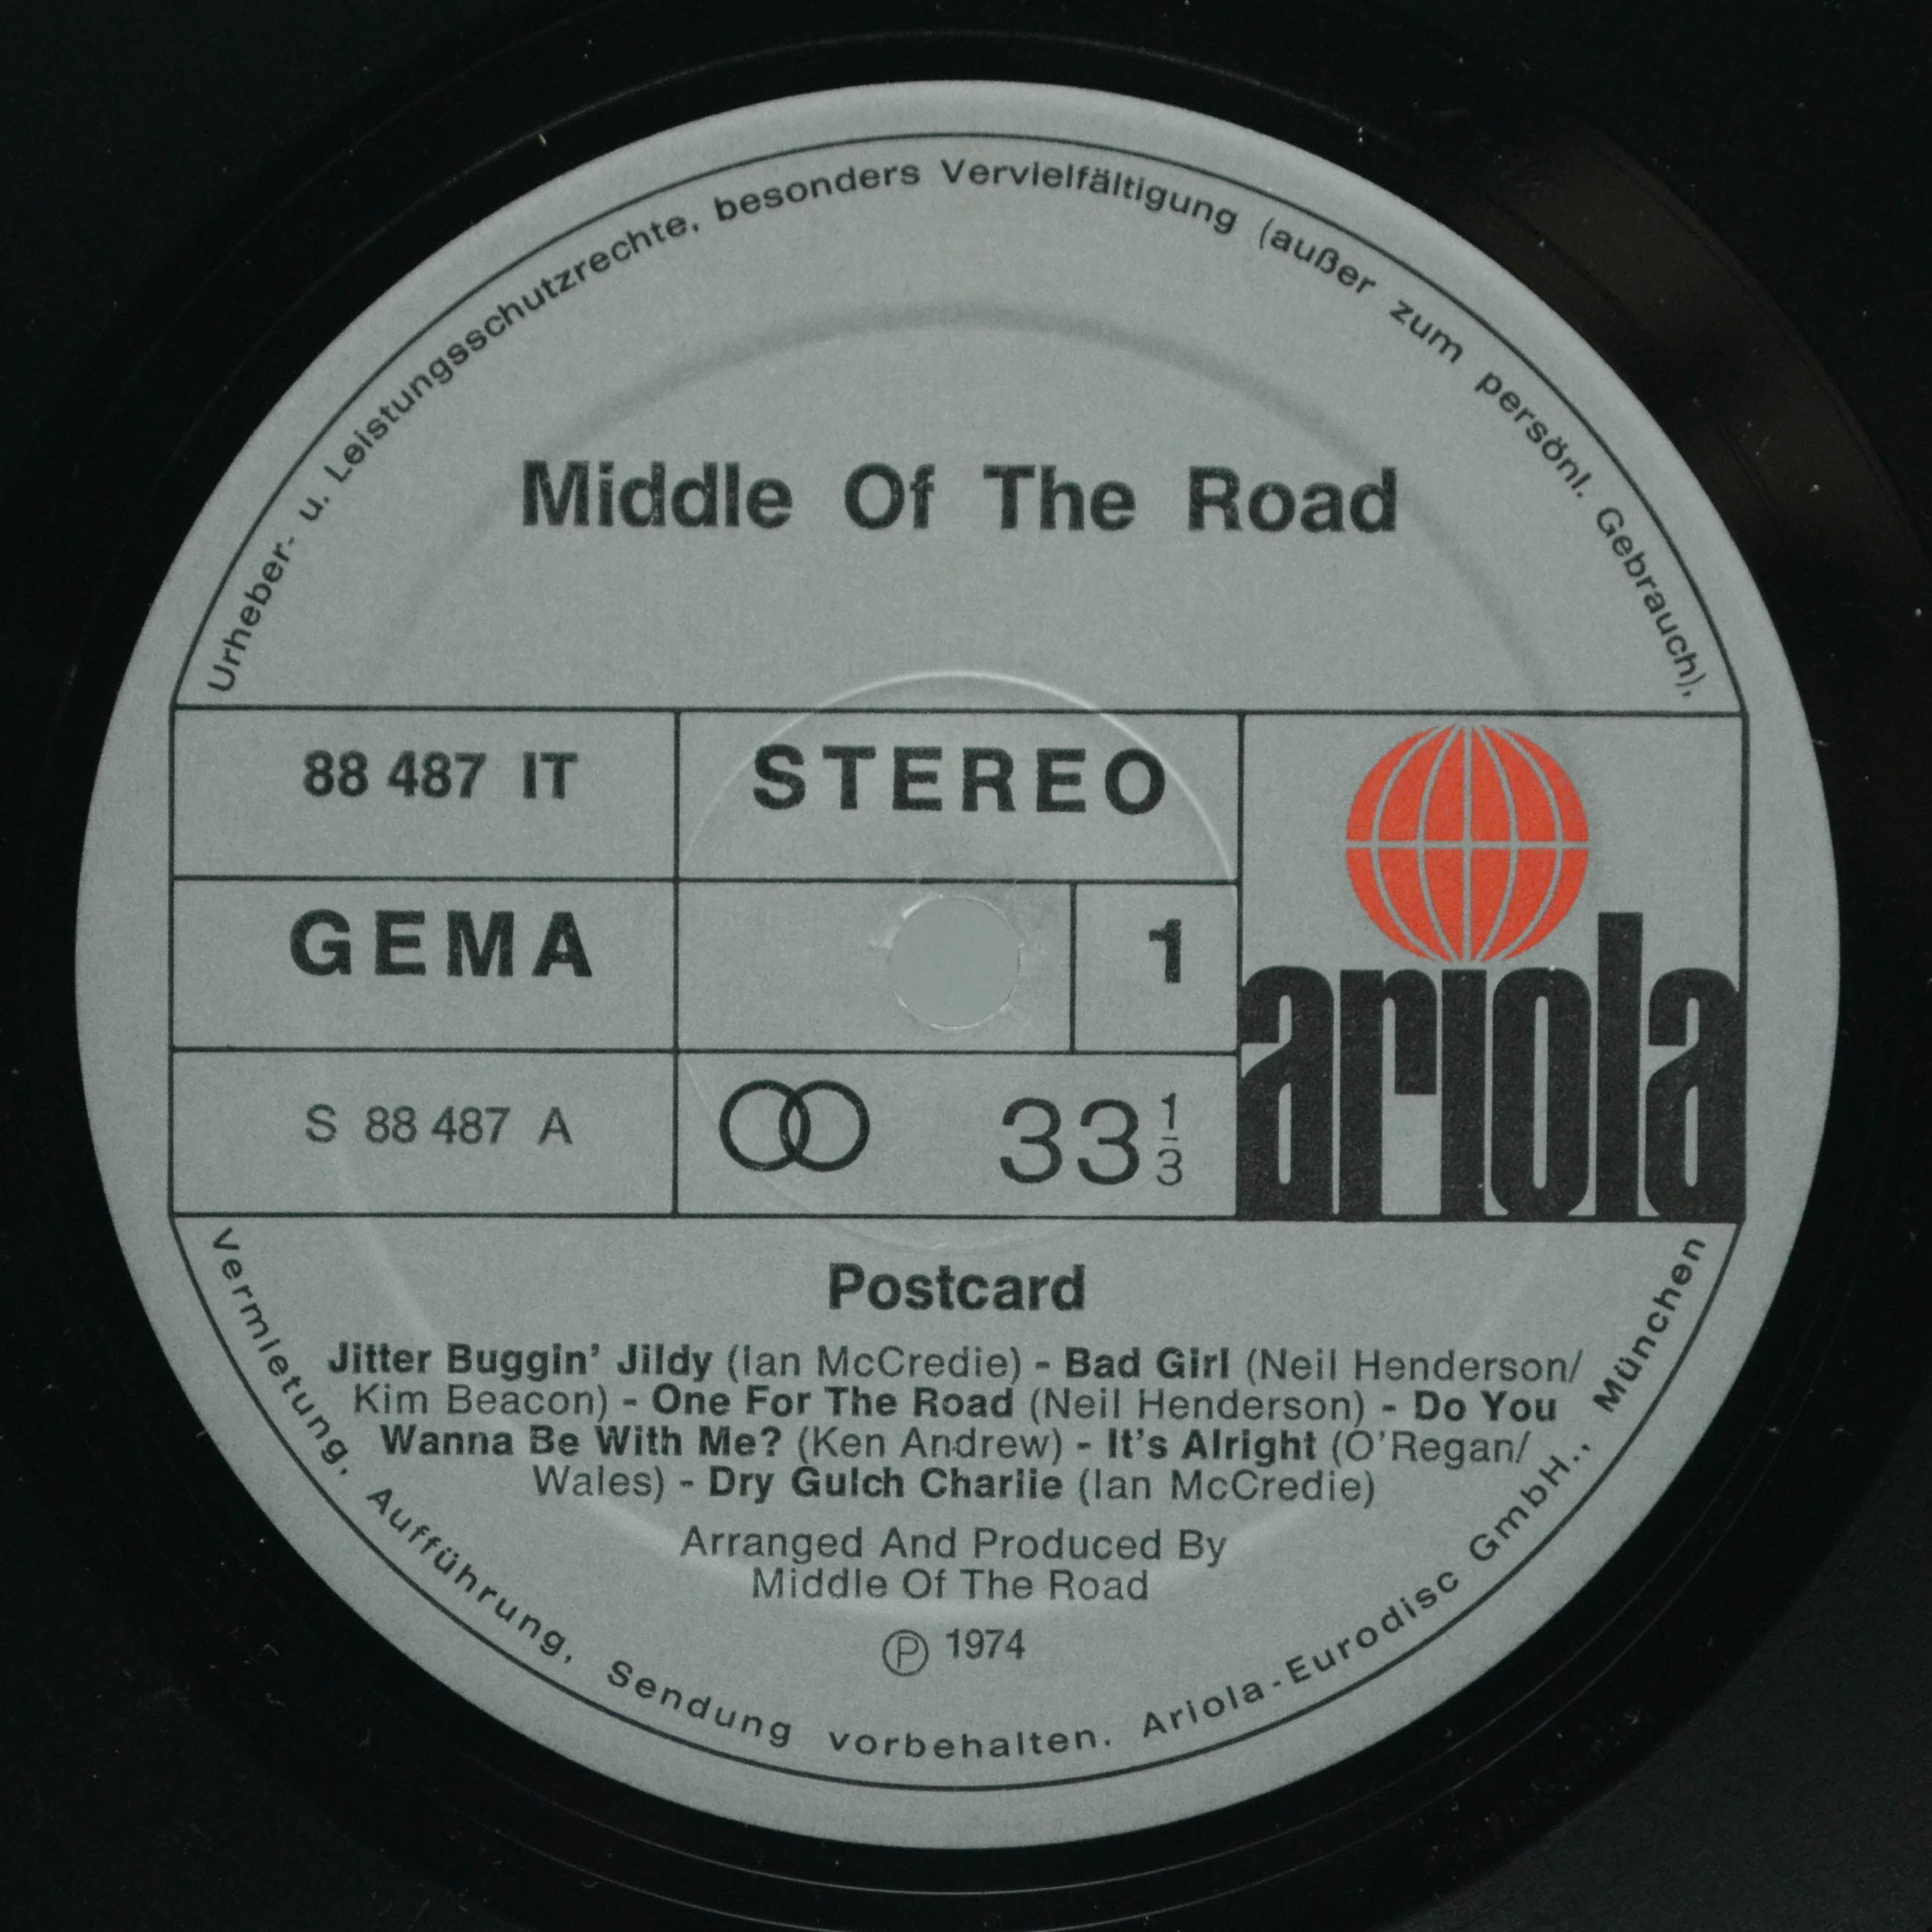 Urheber- u. Leistungsschutzrechte, besonders Vervielfältigung (außer zum persönl. Gebrauch),
Middle Of The Road
88 487 IT
STEREO
GEMA
1
S 88 487 A
33 1/3
ariola
Postcard
Jitter Buggin' Jildy (Ian McCredie) - Bad Girl (Neil Henderson/
Kim Beacon) - One For The Road (Neil Henderson) - Do You
Wanna Be With Me? (Ken Andrew) - It's Alright (O'Regan/
Wales) - Dry Gulch Charlie (Ian McCredie)
Arranged And Produced By
Middle Of The Road
Ⓟ 1974
Vermietung, Aufführung, Sendung vorbehalten. Ariola-Eurodisc GmbH., München